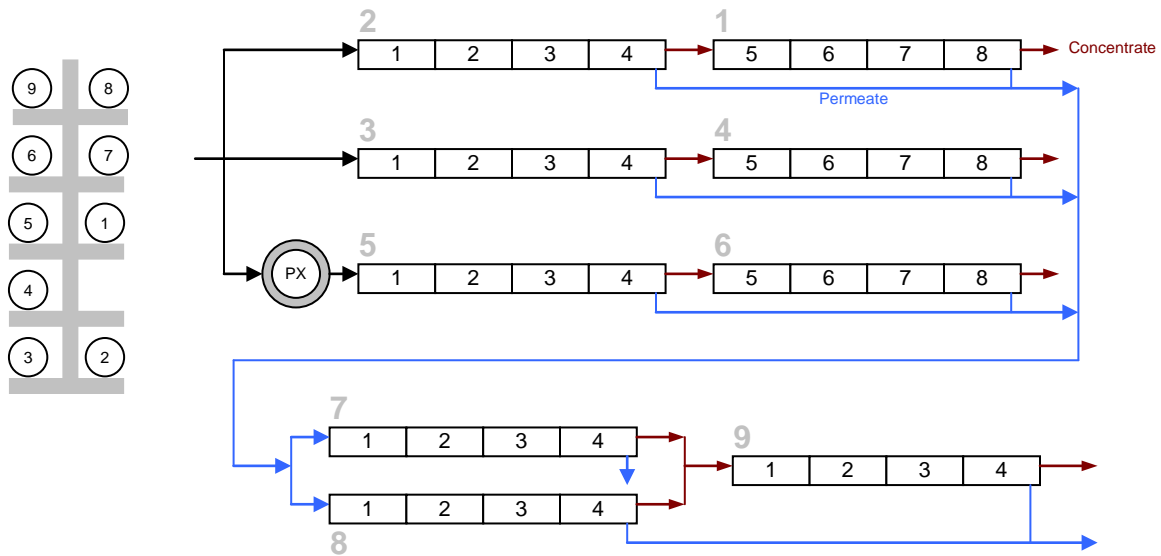 9 8
6 7
5 1
4
3 2
2 1
1 2 3 4 5 6 7 8 Concentrate
Permeate
3 4
1 2 3 4 5 6 7 8
5 6
PX 1 2 3 4 5 6 7 8
7 9
1 2 3 4
1 2 3 4
1 2 3 4
8